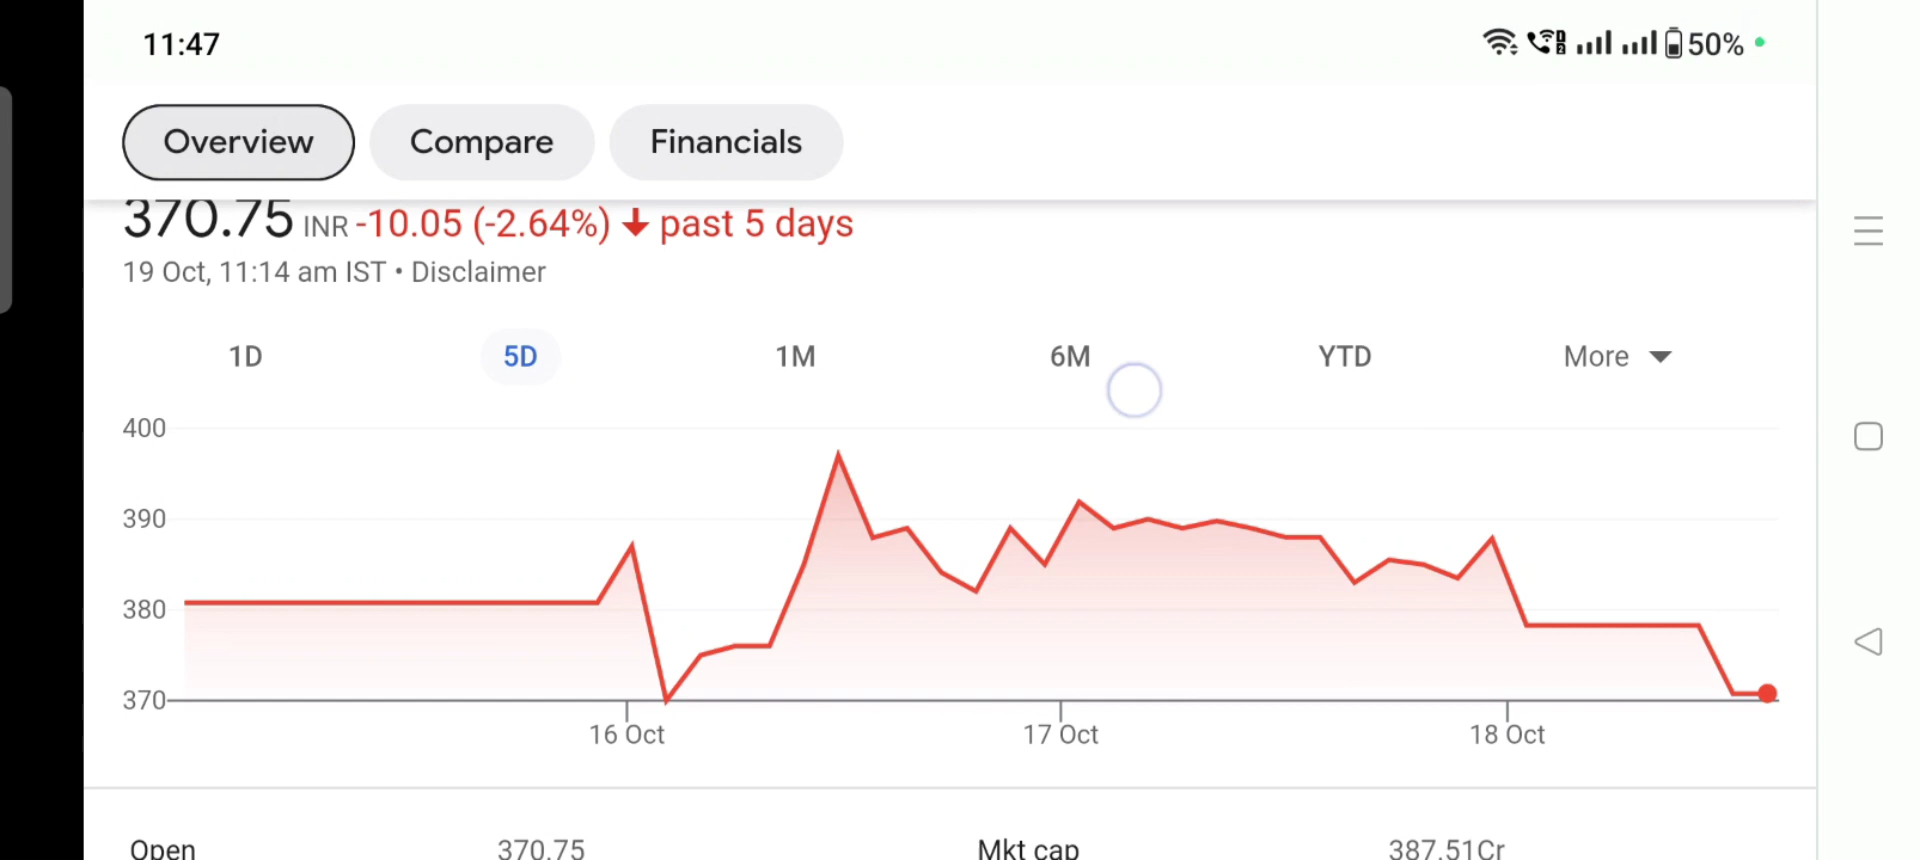 11:47 50%
Overview Compare Financials
370.75 INR -10.05 (-2.64%) past 5 days
19 Oct, 11:14 am IST • Disclaimer
1D 5D 1M 6M YTD More
400
390
380
370
16 Oct 17 Oct 18 Oct
Open 370.75 Mkt cap 387.51Cr